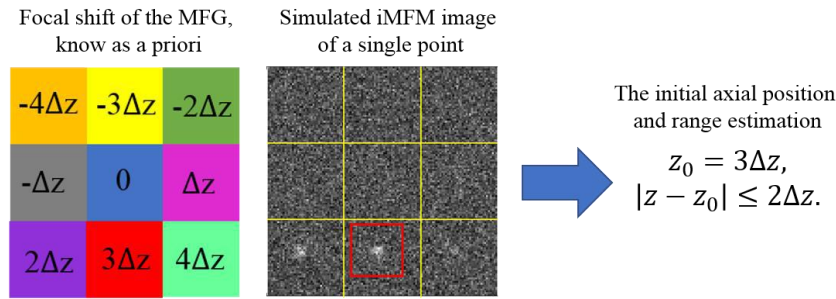 Focal shift of the MFG,
know as a priori
Simulated iMFM image
of a single point
-4Δz -3Δz -2Δz
-Δz 0 Δz
2Δz 3Δz 4Δz
The initial axial position
and range estimation
z₀ = 3Δz,
|z − z₀| ≤ 2Δz.